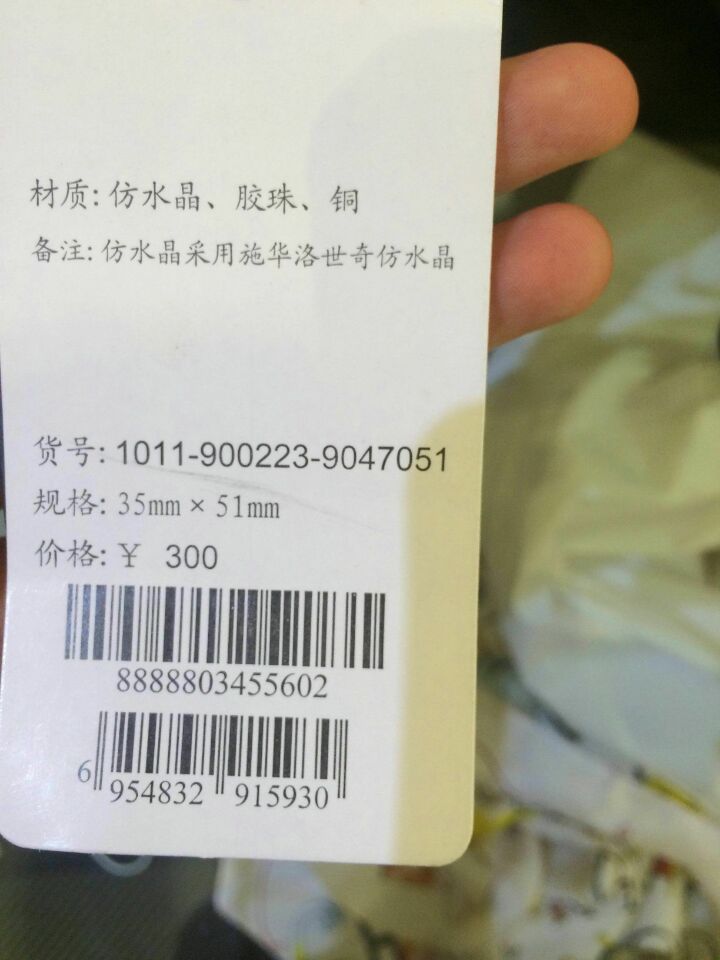 材质: 仿水晶、胶珠、铜
备注: 仿水晶采用施华洛世奇仿水晶
货号: 1011-900223-9047051
规格: 35mm × 51mm
价格: ￥ 300
8888803455602
6 954832 915930